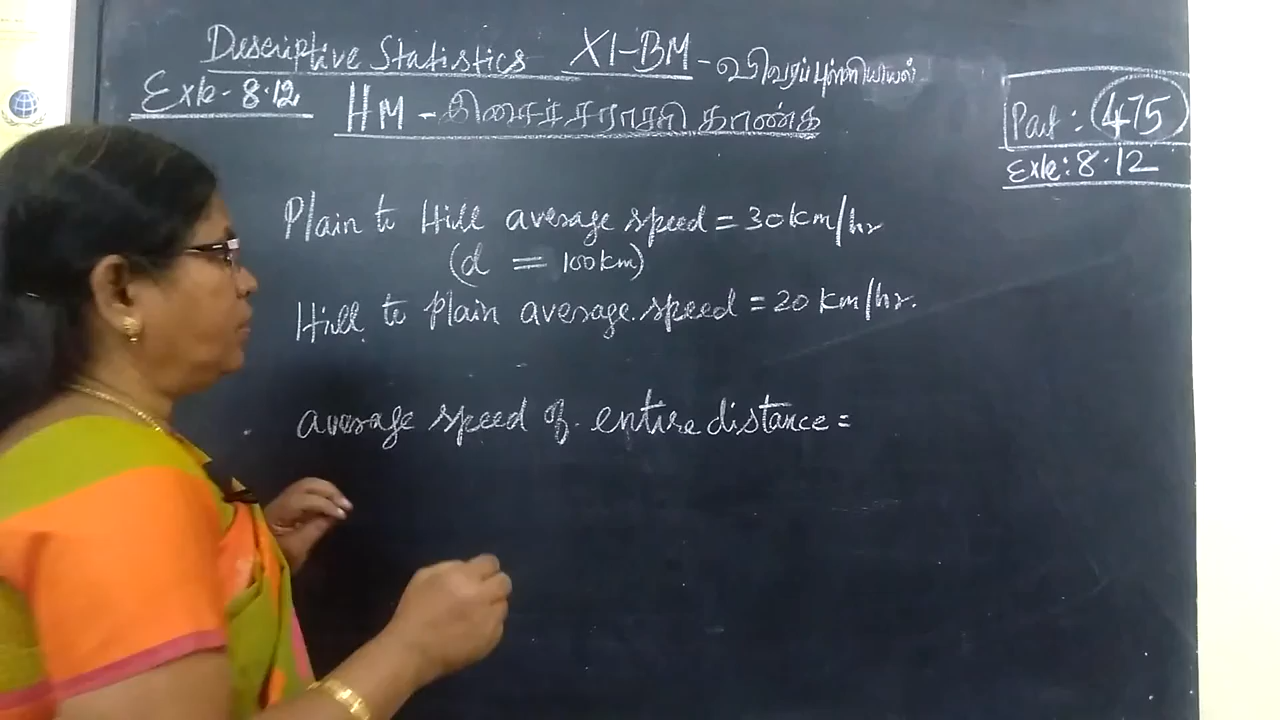 Descriptive Statistics XI-BM - விவரப் புள்ளியியல்
Exle - 8.12 HM - இசைச் சராசரி காண்க
Part : 475
Exle : 8.12
Plain to Hill average speed = 30 km/hr
(d = 100 km)
Hill to plain average speed = 20 km/hr.
average speed of entire distance =